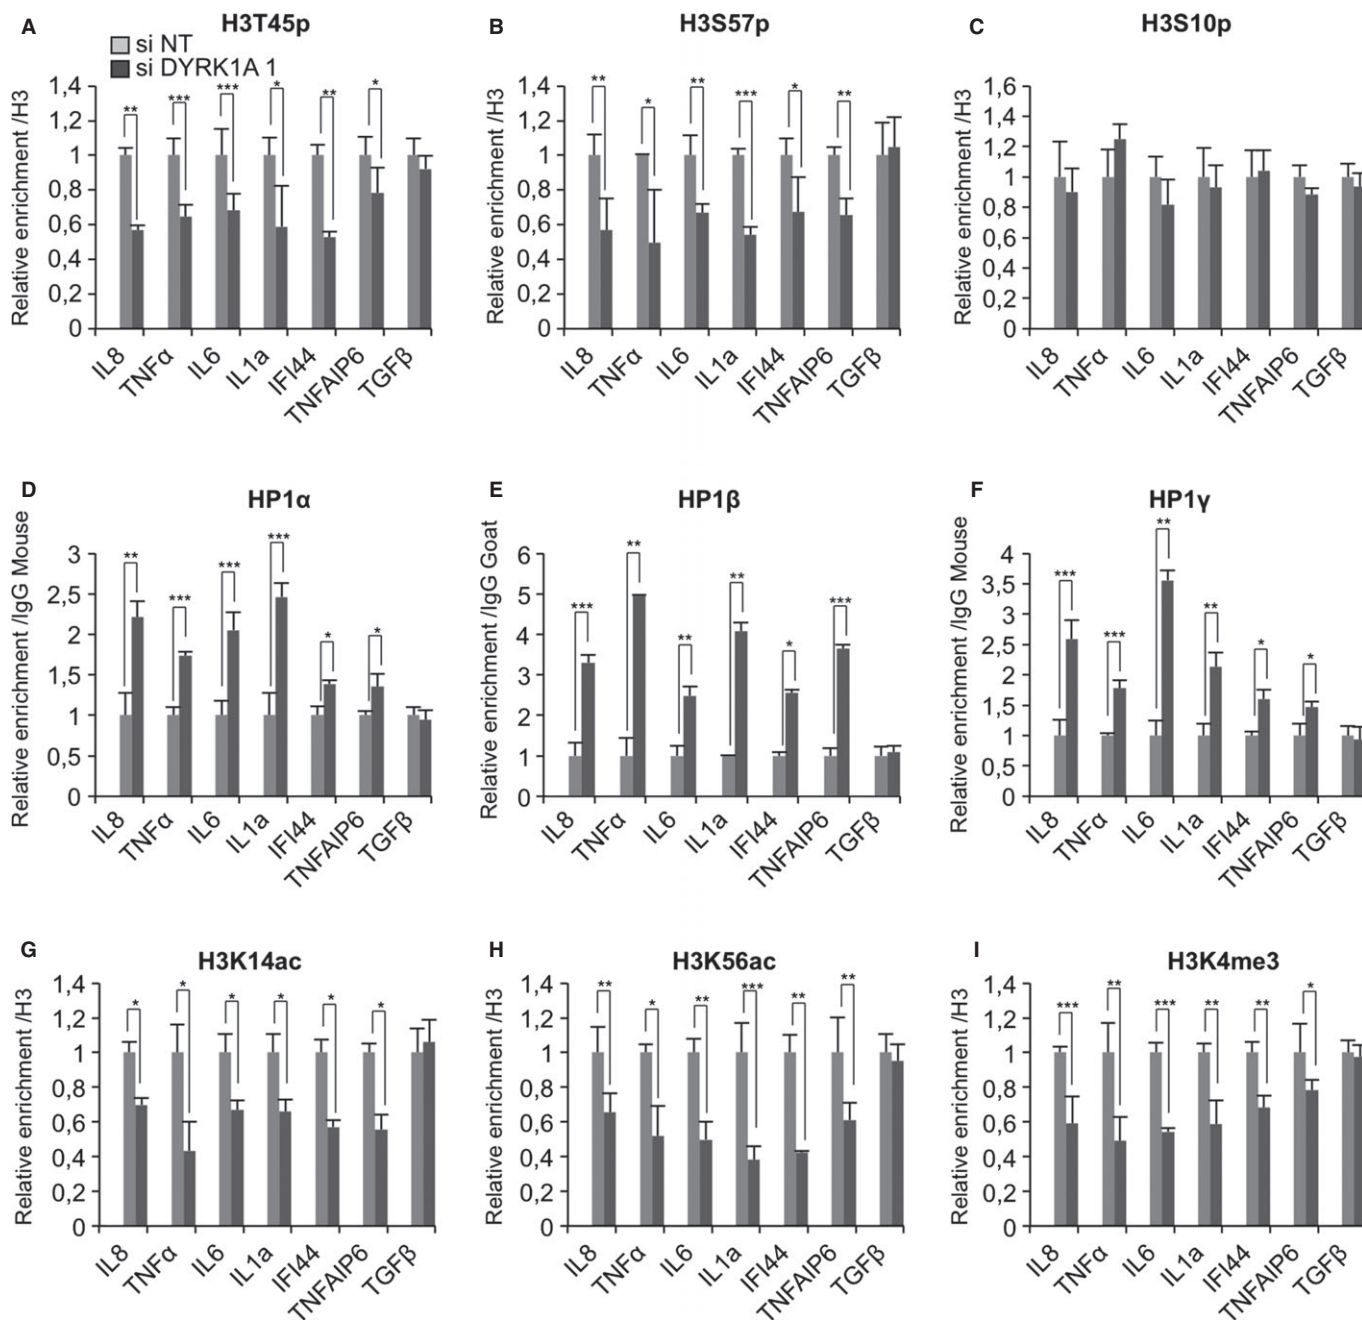 A
H3T45p
si NT
si DYRK1A 1
Relative enrichment /H3
1,4
1,2
1
0,8
0,6
0,4
0,2
0
** *** *** * ** *
IL8 TNFα IL6 IL1a IFI44 TNFAIP6 TGFβ
B
H3S57p
Relative enrichment /H3
1,4
1,2
1
0,8
0,6
0,4
0,2
0
** * ** *** * **
IL8 TNFα IL6 IL1a IFI44 TNFAIP6 TGFβ
C
H3S10p
Relative enrichment /H3
1,6
1,4
1,2
1
0,8
0,6
0,4
0,2
0
IL8 TNFα IL6 IL1a IFI44 TNFAIP6 TGFβ
D
HP1α
Relative enrichment /IgG Mouse
3
2,5
2
1,5
1
0,5
0
** *** *** *** * *
IL8 TNFα IL6 IL1a IFI44 TNFAIP6 TGFβ
E
HP1β
Relative enrichment /IgG Goat
6
5
4
3
2
1
0
*** ** ** ** * ***
IL8 TNFα IL6 IL1a IFI44 TNFAIP6 TGFβ
F
HP1γ
Relative enrichment /IgG Mouse
4
3,5
3
2,5
2
1,5
1
0,5
0
*** *** ** ** * *
IL8 TNFα IL6 IL1a IFI44 TNFAIP6 TGFβ
G
H3K14ac
Relative enrichment /H3
1,4
1,2
1
0,8
0,6
0,4
0,2
0
* * * * * *
IL8 TNFα IL6 IL1a IFI44 TNFAIP6 TGFβ
H
H3K56ac
Relative enrichment /H3
1,4
1,2
1
0,8
0,6
0,4
0,2
0
** * ** *** ** **
IL8 TNFα IL6 IL1a IFI44 TNFAIP6 TGFβ
I
H3K4me3
Relative enrichment /H3
1,4
1,2
1
0,8
0,6
0,4
0,2
0
*** ** *** ** ** *
IL8 TNFα IL6 IL1a IFI44 TNFAIP6 TGFβ